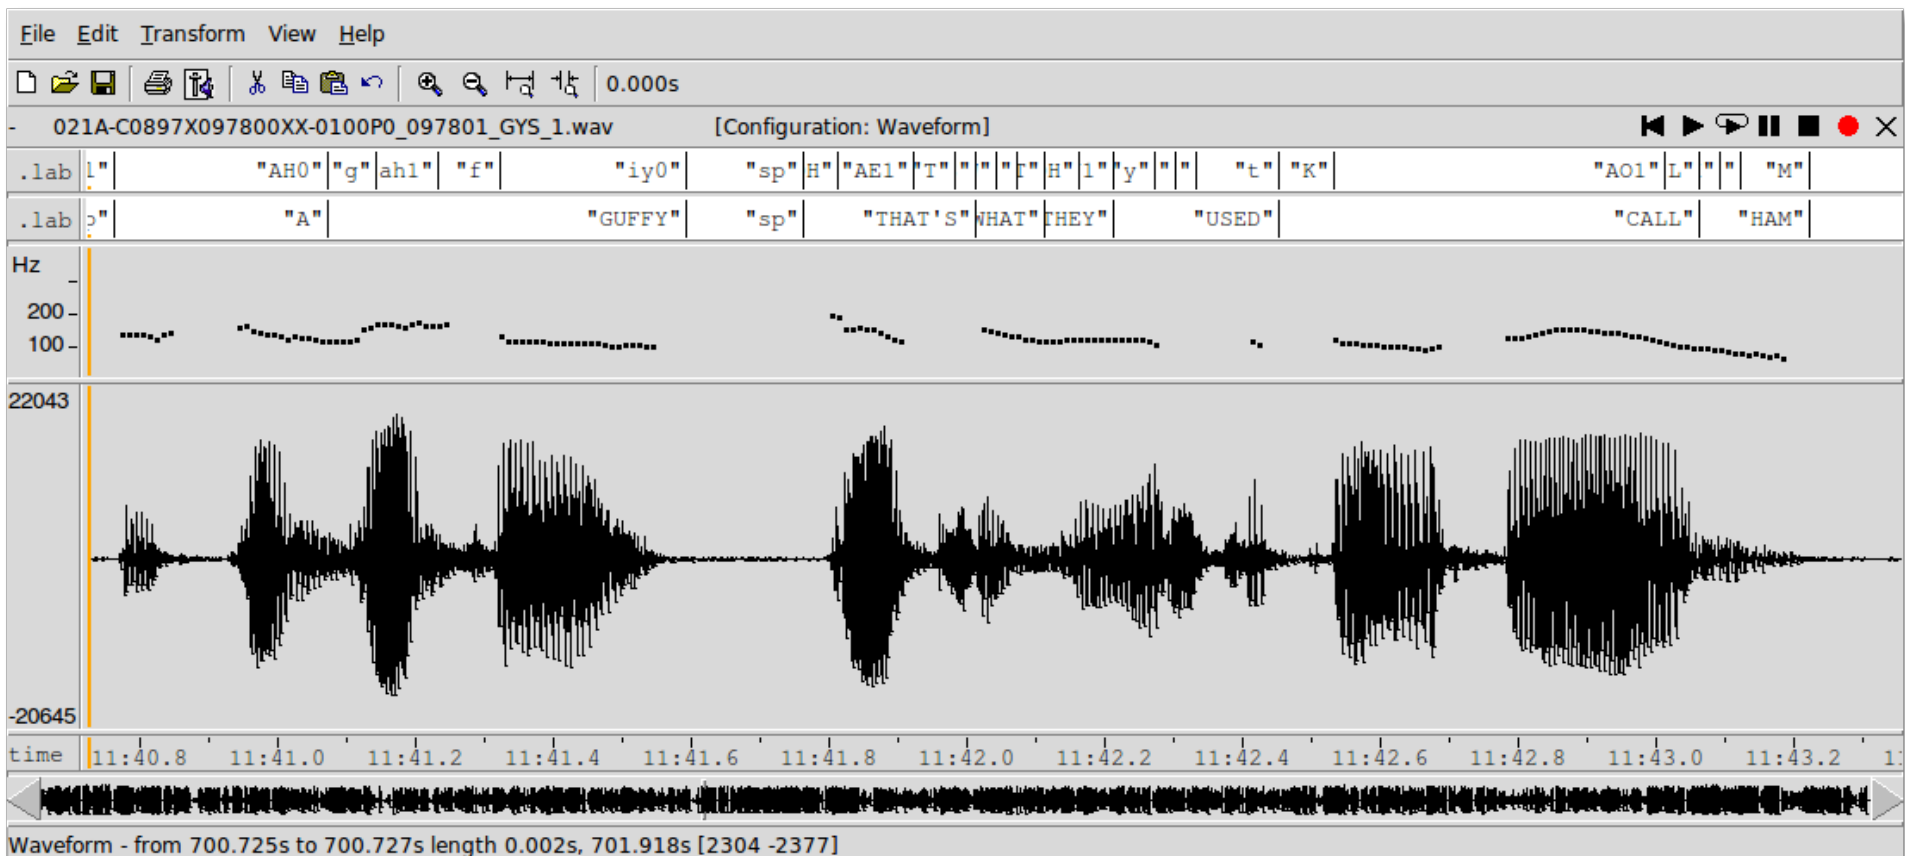 File Edit Transform View Help
0.000s
- 021A-C0897X097800XX-0100P0_097801_GYS_1.wav [Configuration: Waveform]
.lab l" "AH0" "g" ahl" "f" "iy0" "sp" H" "AE1" "T" "T" H" l" "y" "t" "K" "AO1" L" "M"
.lab "A" "GUFFY" "sp" "THAT'S" WHAT" THEY" "USED" "CALL" "HAM"
Hz
200
100
22043
-20645
time 11:40.8 11:41.0 11:41.2 11:41.4 11:41.6 11:41.8 11:42.0 11:42.2 11:42.4 11:42.6 11:42.8 11:43.0 11:43.2
Waveform - from 700.725s to 700.727s length 0.002s, 701.918s [2304 -2377]